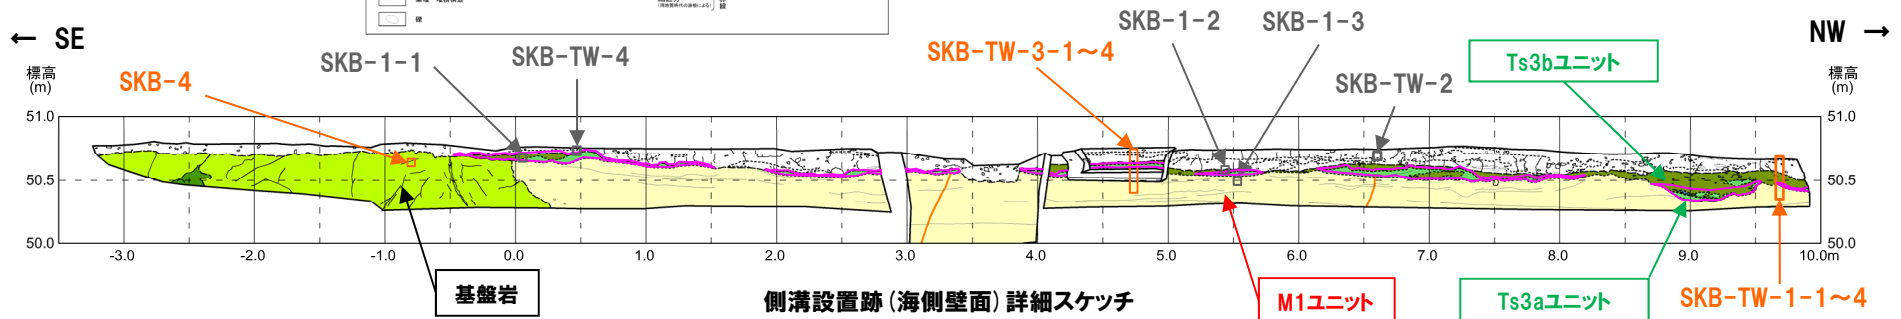 礫
← SE
NW →
SKB-1-2
SKB-1-3
SKB-1-1
SKB-TW-4
SKB-TW-3-1～4
Ts3bユニット
標高
(m)
SKB-4
SKB-TW-2
標高
(m)
51.0
51.0
50.5
50.5
50.0
50.0
-3.0 -2.0 -1.0 0.0 1.0 2.0 3.0 4.0 5.0 6.0 7.0 8.0 9.0 10.0m
基盤岩
側溝設置跡(海側壁面)詳細スケッチ
M1ユニット
Ts3aユニット
SKB-TW-1-1～4